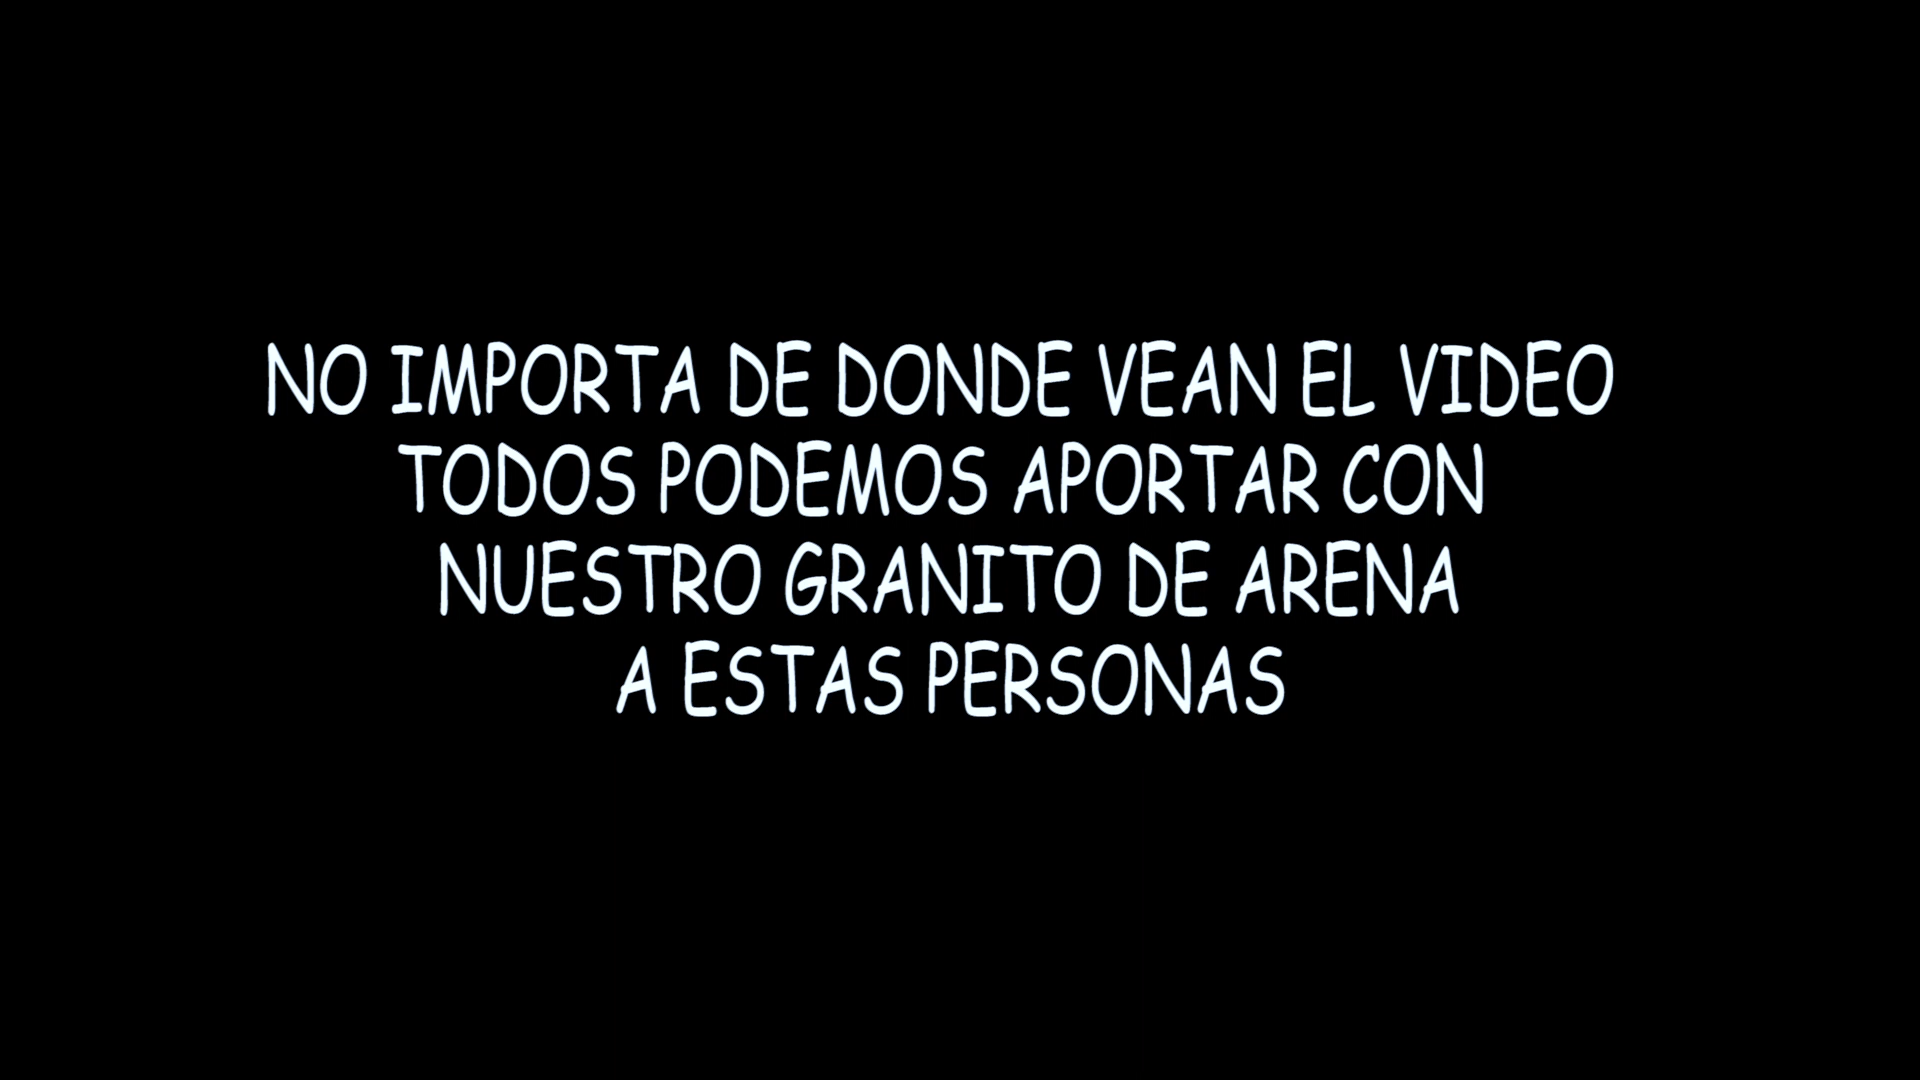 NO IMPORTA DE DONDE VEAN EL VIDEO
TODOS PODEMOS APORTAR CON
NUESTRO GRANITO DE ARENA
A ESTAS PERSONAS